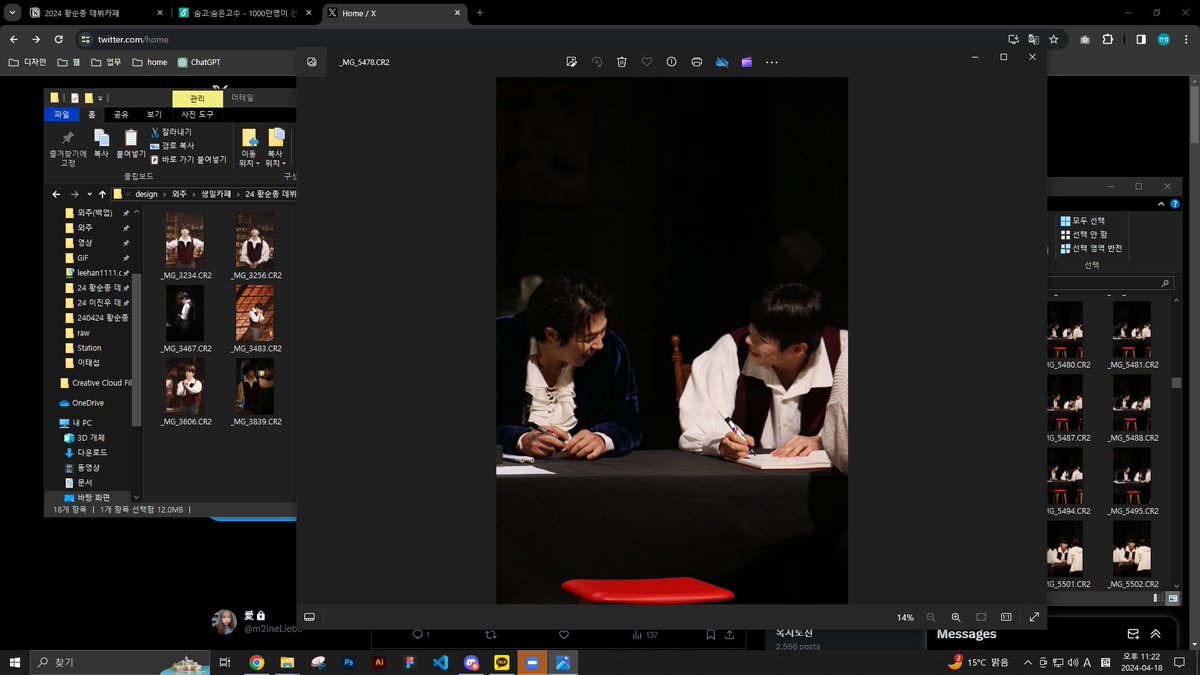 2024 황순종 데뷔카페
숨고:숨은고수 - 1000만명이 선
Home / X
twitter.com/home
디자인
웹
외주
업무
home
ChatGPT
_MG_5478.CR2
관리
더테일
파일
홈
공유
보기
사진 도구
즐겨찾기에 고정
복사
붙여넣기
잘라내기
경로 복사
바로 가기 붙여넣기
이동 위치
복사 위치
클립보드
구성
design › 외주 › 생일카페 › 24 황순종 데뷔
외주(백업)
외주
영상
GIF
leehan1111.c
24 황순종 데
24 이진우 데
240424 황순종
raw
Station
이태섭
Creative Cloud Fil
OneDrive
내 PC
3D 개체
다운로드
동영상
문서
바탕 화면
_MG_3234.CR2
_MG_3256.CR2
_MG_3467.CR2
_MG_3483.CR2
_MG_3606.CR2
_MG_3839.CR2
18개 항목
1개 항목 선택함 12.0MB
모두 선택
선택 안 함
선택 영역 반전
선택
MG_5480.CR2
_MG_5481.CR2
MG_5487.CR2
_MG_5488.CR2
MG_5494.CR2
_MG_5495.CR2
MG_5501.CR2
_MG_5502.CR2
14%
愛
@m2ineLiebe
1
137
2,556 posts
Messages
찾기
15°C 맑음
A
오후 11:22
2024-04-18